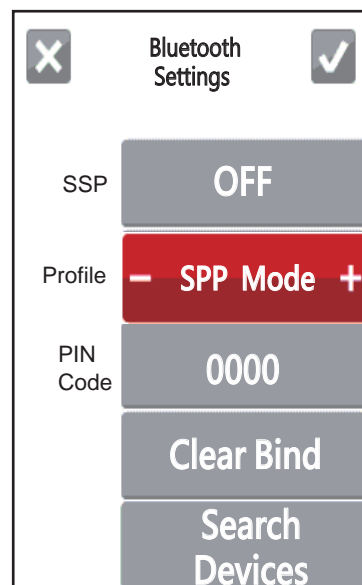 Bluetooth
Settings
SSP
OFF
Profile
– SPP Mode +
PIN
Code
0000
Clear Bind
Search
Devices